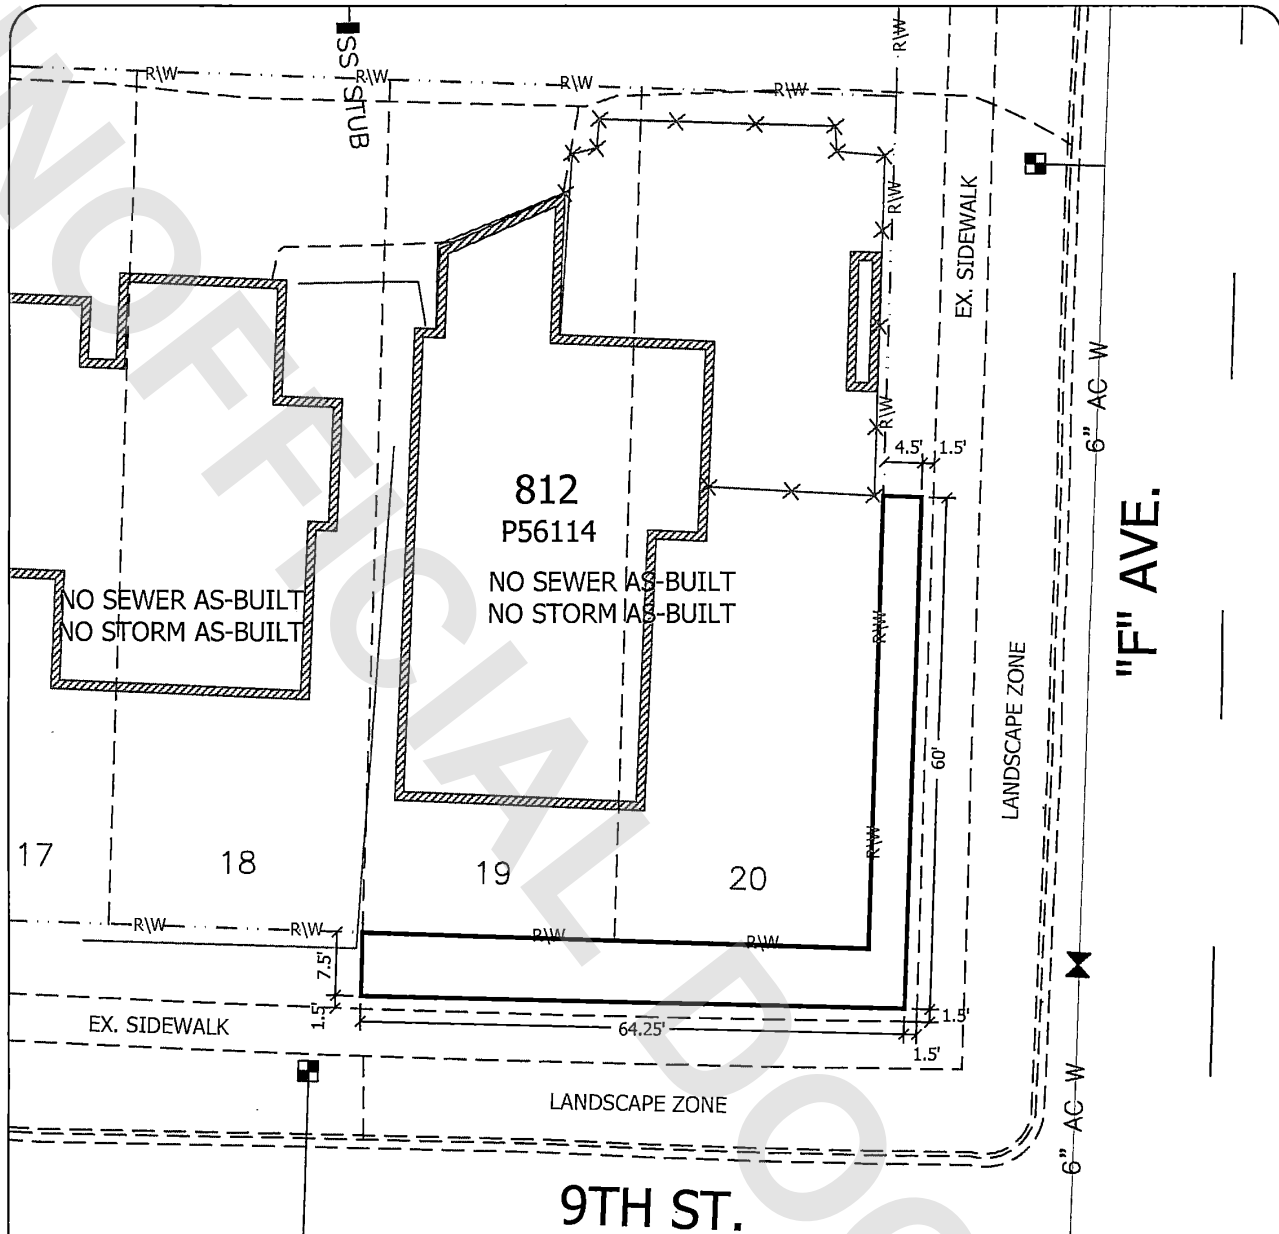 R\W
SS STUB
R\W
R\W
R\W
R\W
EX. SIDEWALK
R\W
6" AC W
R\W
4.5'
1.5'
812
P56114
NO SEWER AS-BUILT
NO STORM AS-BUILT
NO SEWER AS-BUILT
NO STORM AS-BUILT
"F" AVE.
R\W
LANDSCAPE ZONE
60'
R\W
17
18
19
20
R\W
R\W
R\W
R\W
7.5'
1.5'
EX. SIDEWALK
64.25'
1.5'
1.5'
LANDSCAPE ZONE
6" AC W
9TH ST.
UNOFFICIAL DOC